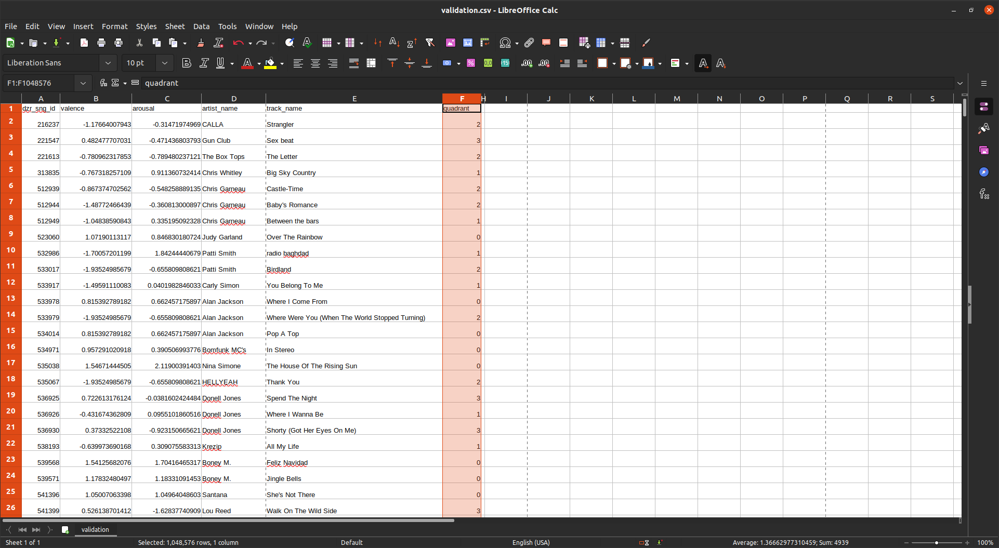 validation.csv - LibreOffice Calc
File Edit View Insert Format Styles Sheet Data Tools Window Help
Liberation Sans 10 pt
F1:F1048576 quadrant
A B C D E F H I J K L M N O P Q R S
1 dzr_sng_id valence arousal artist_name track_name quadrant
2 216237 -1.17664007943 -0.31471974969 CALLA Strangler 2
3 221547 0.482477707031 -0.471436803793 Gun Club Sex beat 3
4 221613 -0.780962317853 -0.789480237121 The Box Tops The Letter 2
5 313835 -0.767318257109 0.911360732414 Chris Whitley Big Sky Country 1
6 512939 -0.867374702562 -0.548258889135 Chris Garneau Castle-Time 2
7 512944 -1.48772466439 -0.360813000897 Chris Garneau Baby's Romance 2
8 512949 -1.04838590843 0.335195092328 Chris Garneau Between the bars 1
9 523060 1.07190113117 0.846830180724 Judy Garland Over The Rainbow 0
10 532986 -1.70057201199 1.84244440679 Patti Smith radio baghdad 1
11 533017 -1.93524985679 -0.655809808621 Patti Smith Birdland 2
12 533917 -1.49591110083 0.0401982846033 Carly Simon You Belong To Me 1
13 533978 0.815392789182 0.662457175897 Alan Jackson Where I Come From 0
14 533979 -1.93524985679 -0.655809808621 Alan Jackson Where Were You (When The World Stopped Turning) 2
15 534014 0.815392789182 0.662457175897 Alan Jackson Pop A Top 0
16 534971 0.957291020918 0.390506993776 Bomfunk MC's In Stereo 0
17 535038 1.54671444505 2.11900391403 Nina Simone The House Of The Rising Sun 0
18 535067 -1.93524985679 -0.655809808621 HELLYEAH Thank You 2
19 536925 0.722613176124 -0.0381602424484 Donell Jones Spend The Night 3
20 536926 -0.431674362809 0.0955101860516 Donell Jones Where I Wanna Be 1
21 536930 0.37332522108 -0.923150665621 Donell Jones Shorty (Got Her Eyes On Me) 3
22 538193 -0.639973690168 0.309075583313 Krezip All My Life 1
23 539568 1.54125682076 1.70416465317 Boney M. Feliz Navidad 0
24 539571 1.17832480497 1.18331091453 Boney M. Jingle Bells 0
25 541396 1.05007063398 1.04964048603 Santana She's Not There 0
26 541399 0.526138701412 -1.62837740909 Lou Reed Walk On The Wild Side 3
validation
Sheet 1 of 1 Selected: 1,048,576 rows, 1 column Default English (USA) Average: 1.36662977310459; Sum: 4939 100%